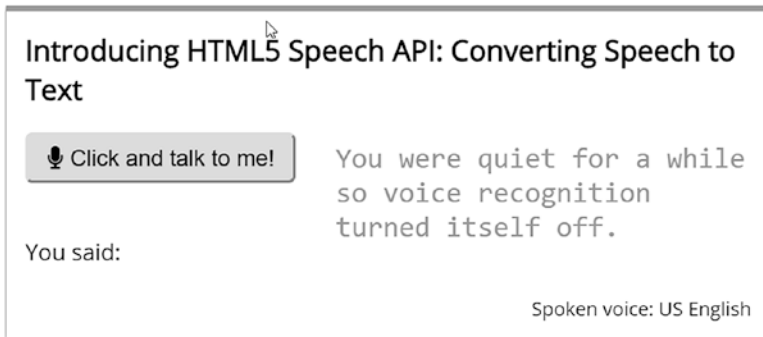 Introducing HTML5 Speech API: Converting Speech to
Text
Click and talk to me!
You were quiet for a while
so voice recognition
turned itself off.
You said:
Spoken voice: US English